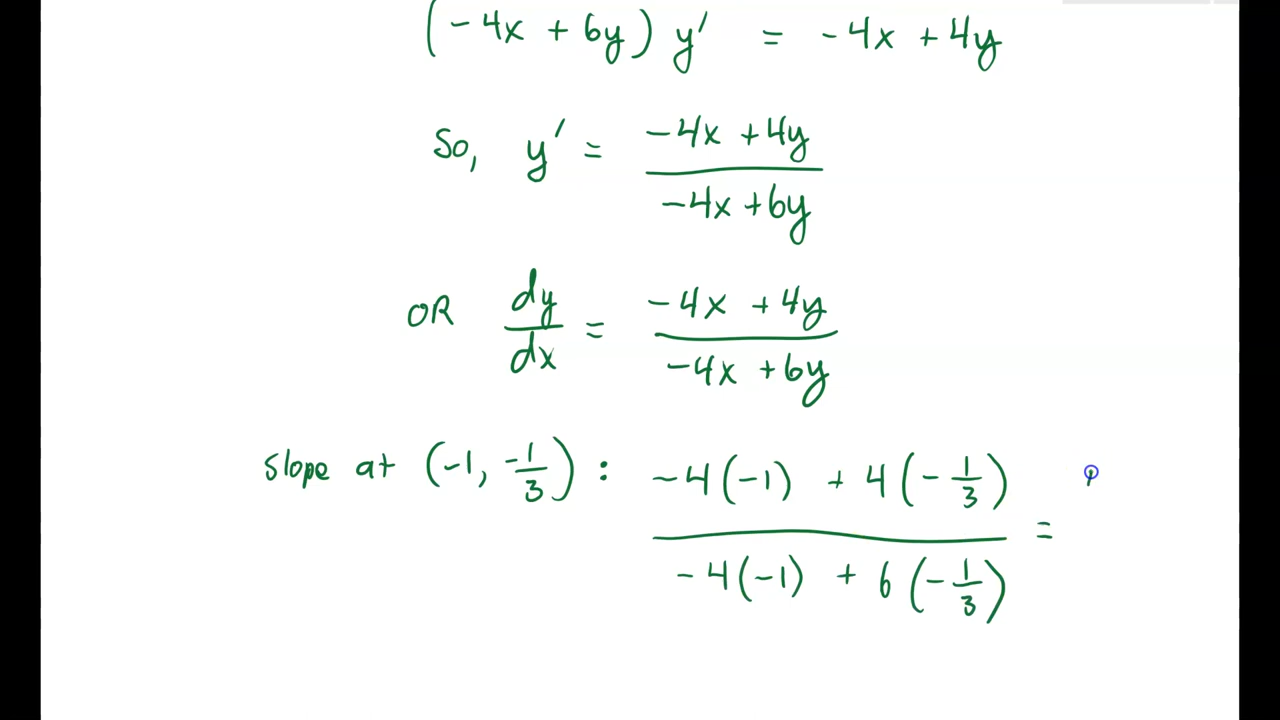 (-4x + 6y) y' = -4x + 4y
So, y' = (-4x + 4y)/(-4x + 6y)
OR dy/dx = (-4x + 4y)/(-4x + 6y)
slope at (-1, -1/3) : (-4(-1) + 4(-1/3))/(-4(-1) + 6(-1/3)) =